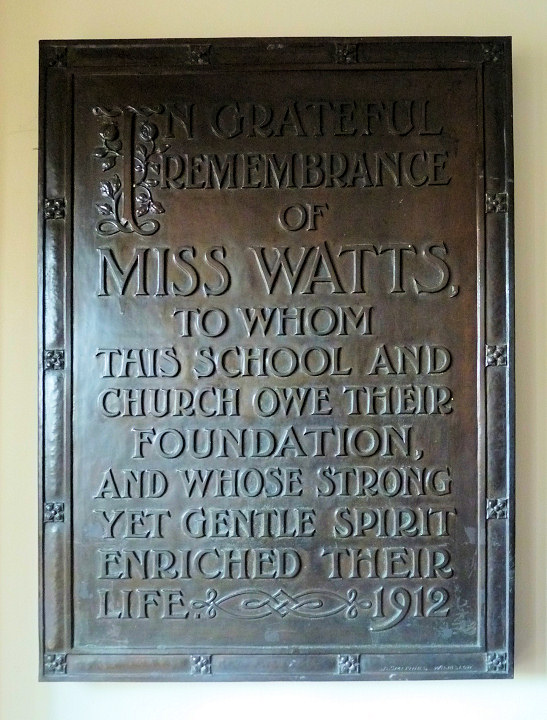 IN GRATEFUL
REMEMBRANCE
OF
MISS WATTS,
TO WHOM
THIS SCHOOL AND
CHURCH OWE THEIR
FOUNDATION,
AND WHOSE STRONG
YET GENTLE SPIRIT
ENRICHED THEIR
LIFE. 1912
WILMSLOW